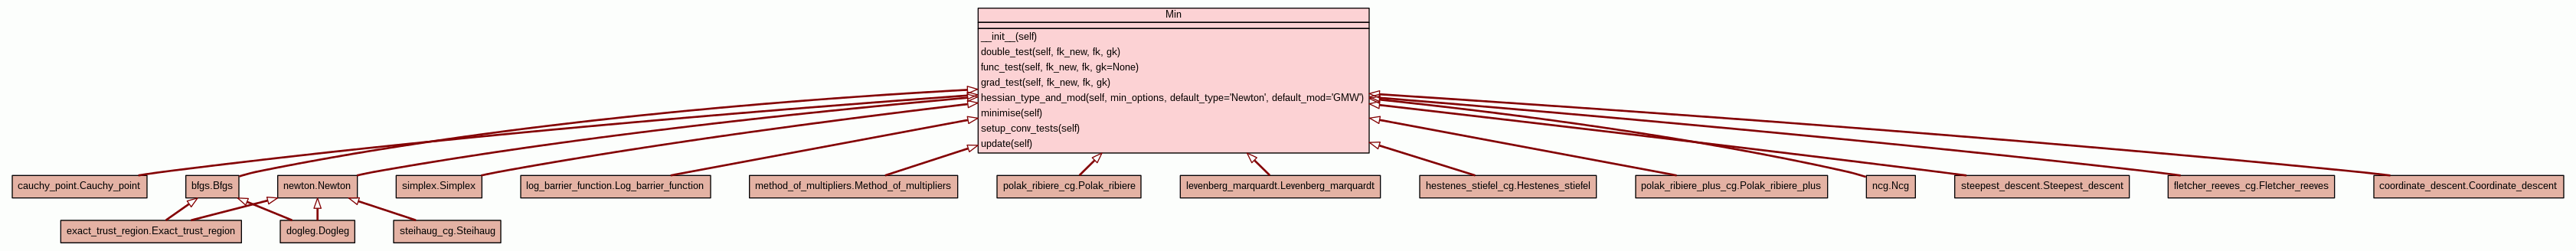 Min
__init__(self)
double_test(self, fk_new, fk, gk)
func_test(self, fk_new, fk, gk=None)
grad_test(self, fk_new, fk, gk)
hessian_type_and_mod(self, min_options, default_type='Newton', default_mod='GMW')
minimise(self)
setup_conv_tests(self)
update(self)
cauchy_point.Cauchy_point
bfgs.Bfgs
newton.Newton
simplex.Simplex
log_barrier_function.Log_barrier_function
method_of_multipliers.Method_of_multipliers
polak_ribiere_cg.Polak_ribiere
levenberg_marquardt.Levenberg_marquardt
hestenes_stiefel_cg.Hestenes_stiefel
polak_ribiere_plus_cg.Polak_ribiere_plus
ncg.Ncg
steepest_descent.Steepest_descent
fletcher_reeves_cg.Fletcher_reeves
coordinate_descent.Coordinate_descent
exact_trust_region.Exact_trust_region
dogleg.Dogleg
steihaug_cg.Steihaug